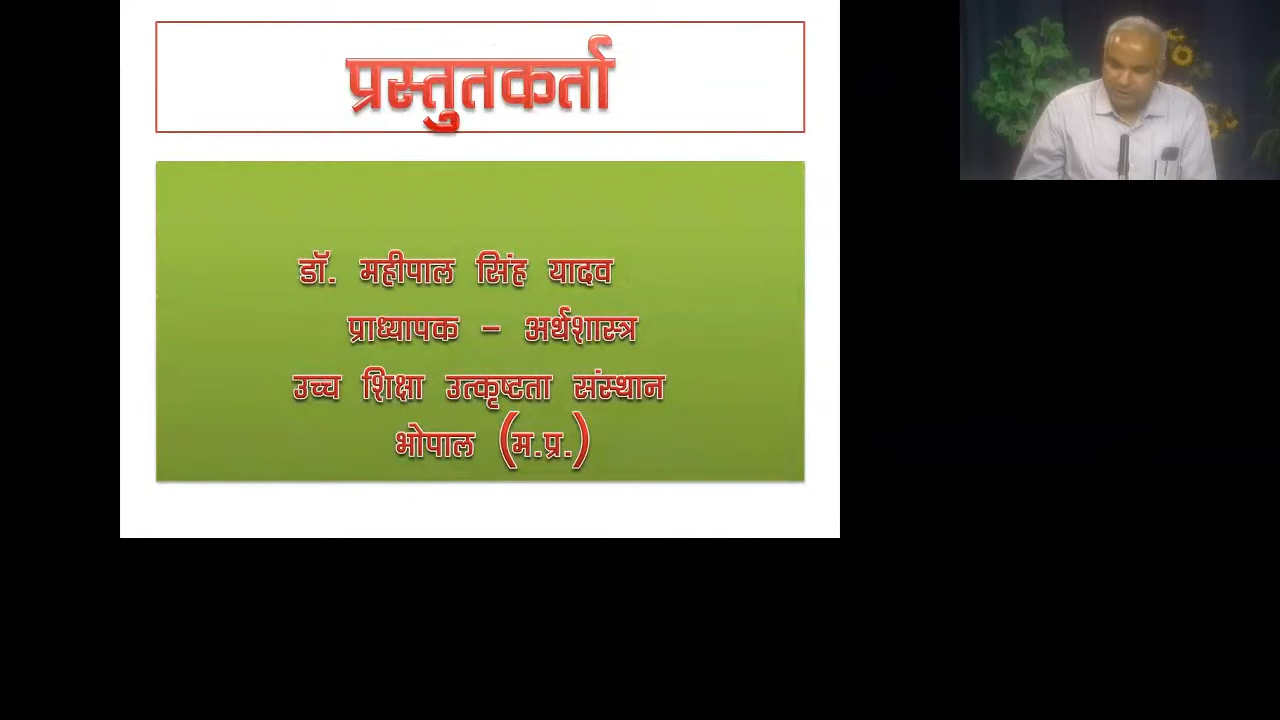 प्रस्तुतकर्ता
डॉ. महीपाल सिंह यादव
प्राध्यापक – अर्थशास्त्र
उच्च शिक्षा उत्कृष्टता संस्थान
भोपाल (म.प्र.)